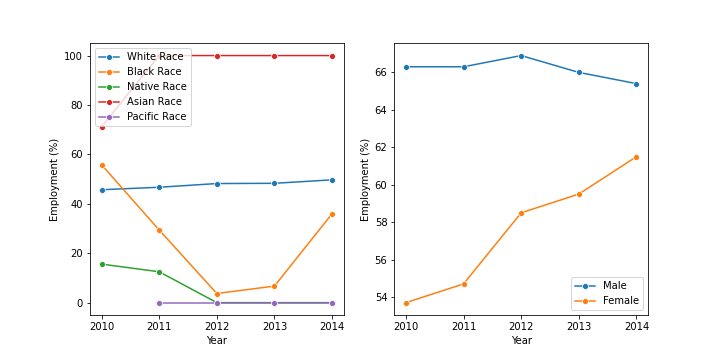 100
80
60
40
20
0
Employment (%)
2010 2011 2012 2013 2014
Year
White Race
Black Race
Native Race
Asian Race
Pacific Race
66
64
62
60
58
56
54
Employment (%)
2010 2011 2012 2013 2014
Year
Male
Female